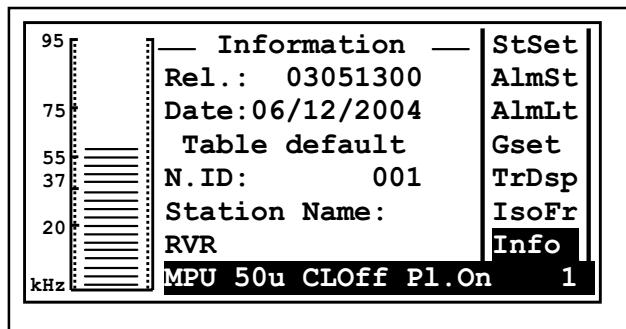 95
75
55
37
20
kHz
Information
Rel.: 03051300
Date:06/12/2004
Table default
N.ID: 001
Station Name:
RVR
MPU 50u CLOff Pl.On 1
StSet
AlmSt
AlmLt
Gset
TrDsp
IsoFr
Info